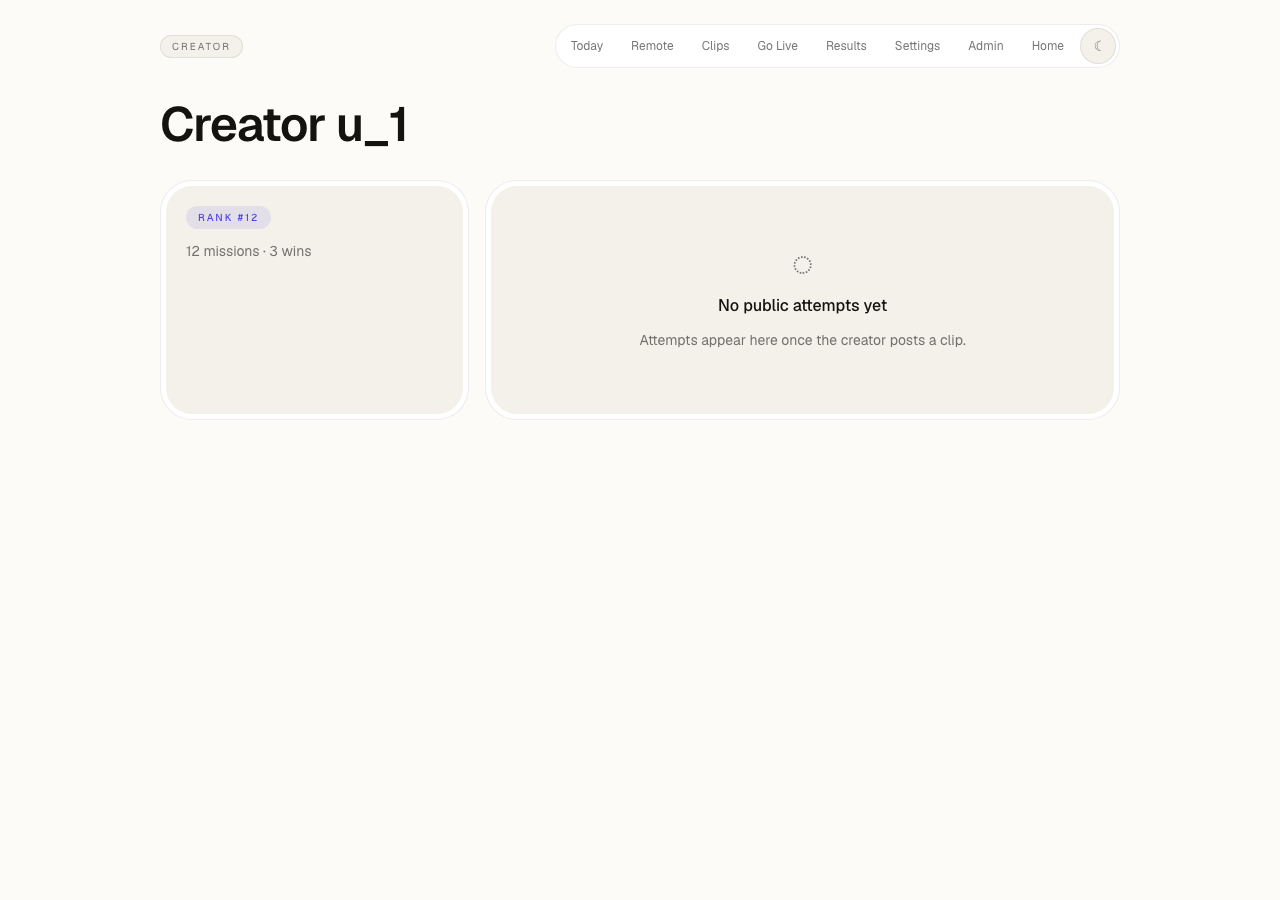 CREATOR
Today Remote Clips Go Live Results Settings Admin Home ☾
Creator u_1
RANK #12
12 missions · 3 wins
No public attempts yet
Attempts appear here once the creator posts a clip.